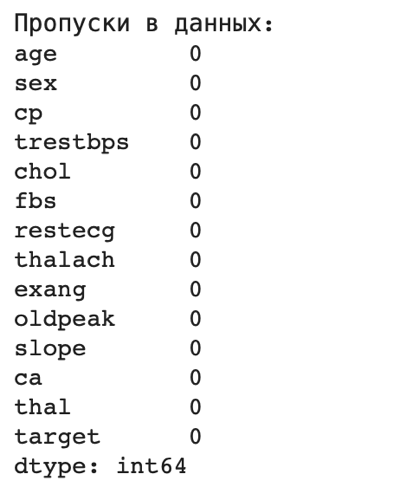 Пропуски в данных:
age 0
sex 0
cp 0
trestbps 0
chol 0
fbs 0
restecg 0
thalach 0
exang 0
oldpeak 0
slope 0
ca 0
thal 0
target 0
dtype: int64